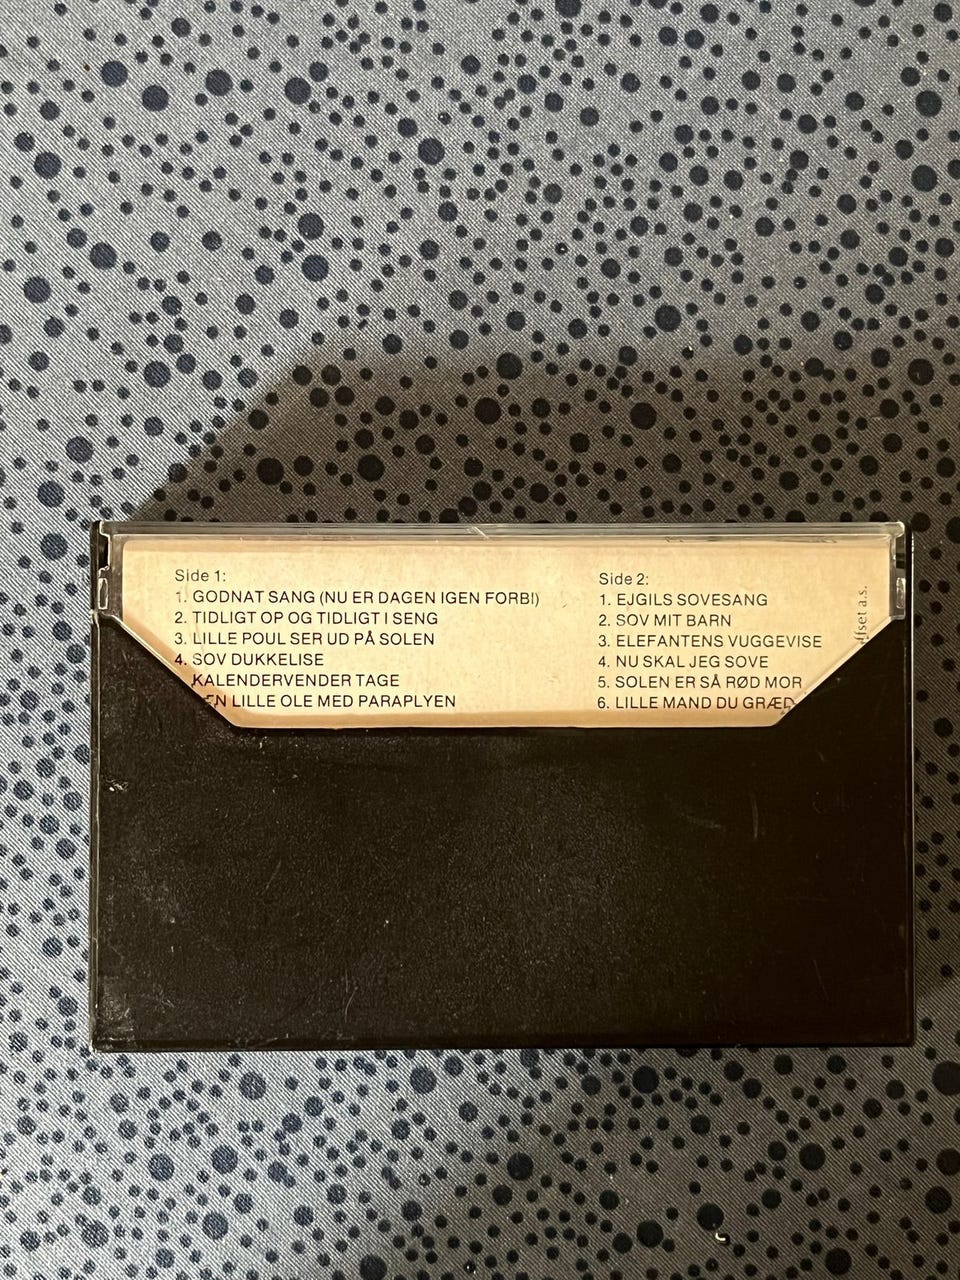 Side 1:
1. GODNAT SANG (NU ER DAGEN IGEN FORBI)
2. TIDLIGT OP OG TIDLIGT I SENG
3. LILLE POUL SER UD PÅ SOLEN
4. SOV DUKKELISE
KALENDERVENDER TAGE
LILLE OLE MED PARAPLYEN
Side 2:
1. EJGILS SOVESANG
2. SOV MIT BARN
3. ELEFANTENS VUGGEVISE
4. NU SKAL JEG SOVE
5. SOLEN ER SÅ RØD MOR
6. LILLE MAND DU GRÆD
a.s.